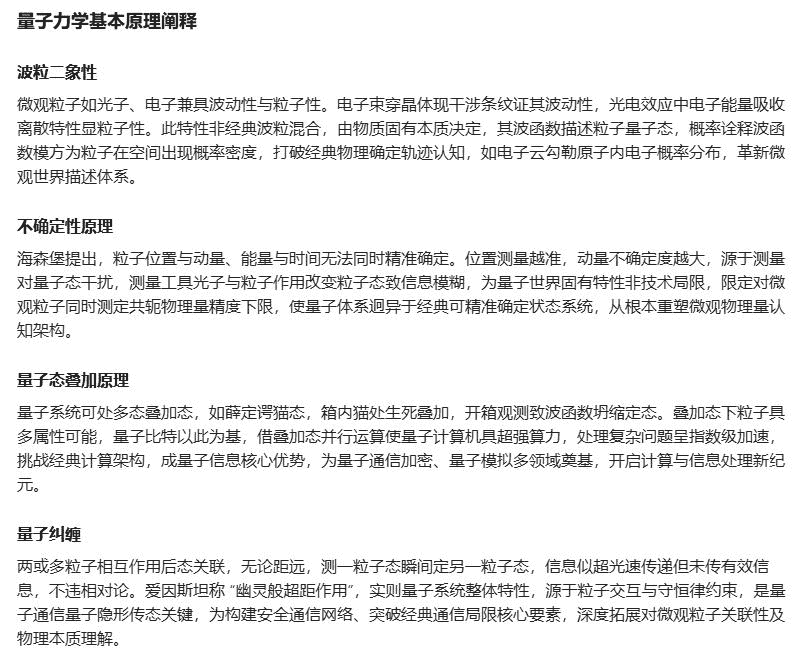 量子力学基本原理阐释
波粒二象性
微观粒子如光子、电子兼具波动性与粒子性。电子束穿晶体现干涉条纹证其波动性，光电效应中电子能量吸收
离散特性显粒子性。此特性非经典波粒混合，由物质固有本质决定，其波函数描述粒子量子态，概率诠释波函
数模方为粒子在空间出现概率密度，打破经典物理确定轨迹认知，如电子云勾勒原子内电子概率分布，革新微
观世界描述体系。
不确定性原理
海森堡提出，粒子位置与动量、能量与时间无法同时精准确定。位置测量越准，动量不确定度越大，源于测量
对量子态干扰，测量工具光子与粒子作用改变粒子态致信息模糊，为量子世界固有特性非技术局限，限定对微
观粒子同时测定共轭物理量精度下限，使量子体系迥异于经典可精准确定状态系统，从根本重塑微观物理量认
知架构。
量子态叠加原理
量子系统可处多态叠加态，如薛定谔猫态，箱内猫处生死叠加，开箱观测致波函数坍缩定态。叠加态下粒子具
多属性可能，量子比特以此为基，借叠加态并行运算使量子计算机具超强算力，处理复杂问题呈指数级加速，
挑战经典计算架构，成量子信息核心优势，为量子通信加密、量子模拟多领域奠基，开启计算与信息处理新纪
元。
量子纠缠
两或多粒子相互作用后态关联，无论距远，测一粒子态瞬间定另一粒子态，信息似超光速传递但未传有效信
息，不违相对论。爱因斯坦称 “幽灵般超距作用”，实则量子系统整体特性，源于粒子交互与守恒律约束，是量
子通信量子隐形传态关键，为构建安全通信网络、突破经典通信局限核心要素，深度拓展对微观粒子关联性及
物理本质理解。